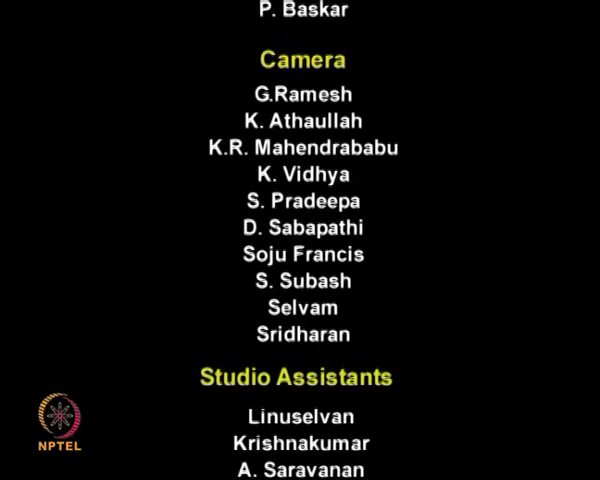 P. Baskar
Camera
G.Ramesh
K. Athaullah
K.R. Mahendrababu
K. Vidhya
S. Pradeepa
D. Sabapathi
Soju Francis
S. Subash
Selvam
Sridharan
Studio Assistants
Linuselvan
Krishnakumar
A. Saravanan
NPTEL